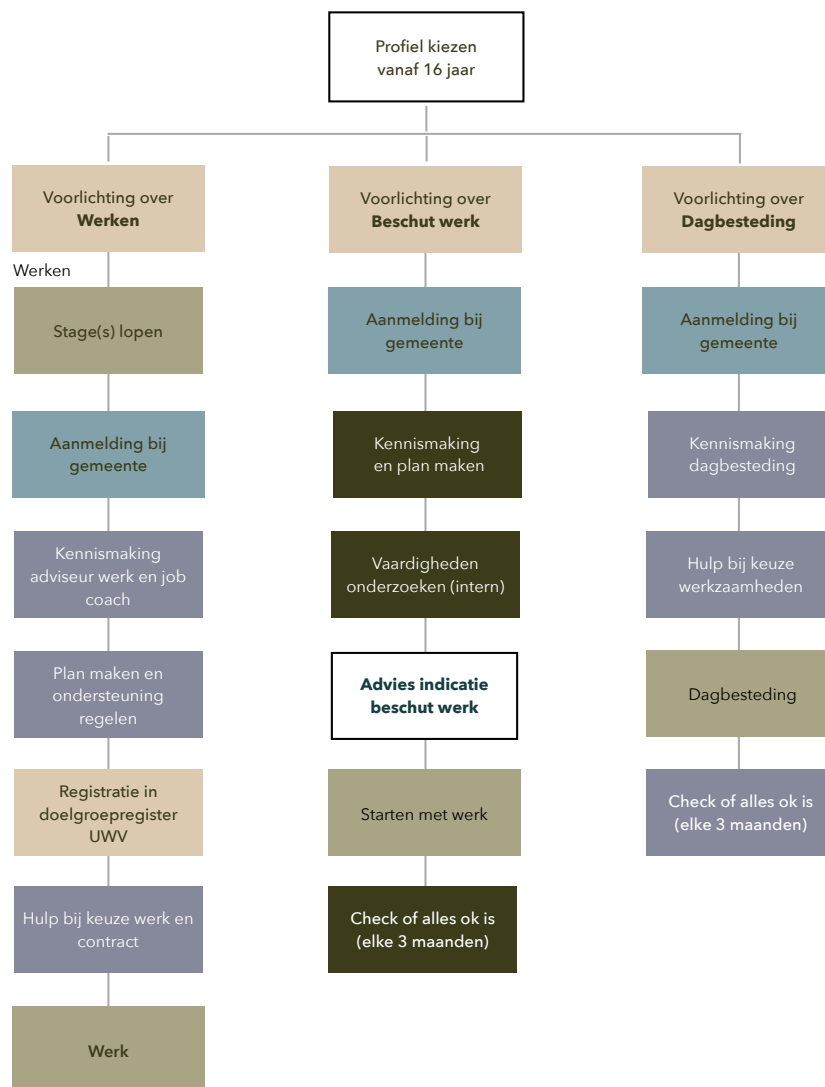 Profiel kiezen
vanaf 16 jaar
Voorlichting over
Werken
Voorlichting over
Beschut werk
Voorlichting over
Dagbesteding
Werken
Stage(s) lopen
Aanmelding bij
gemeente
Aanmelding bij
gemeente
Aanmelding bij
gemeente
Kennismaking
en plan maken
Kennismaking
dagbesteding
Kennismaking
adviseur werk en job
coach
Vaardigheden
onderzoeken (intern)
Hulp bij keuze
werkzaamheden
Plan maken en
ondersteuning
regelen
Advies indicatie
beschut werk
Dagbesteding
Registratie in
doelgroepregister
UWV
Starten met werk
Check of alles ok is
(elke 3 maanden)
Hulp bij keuze werk en
contract
Check of alles ok is
(elke 3 maanden)
Werk